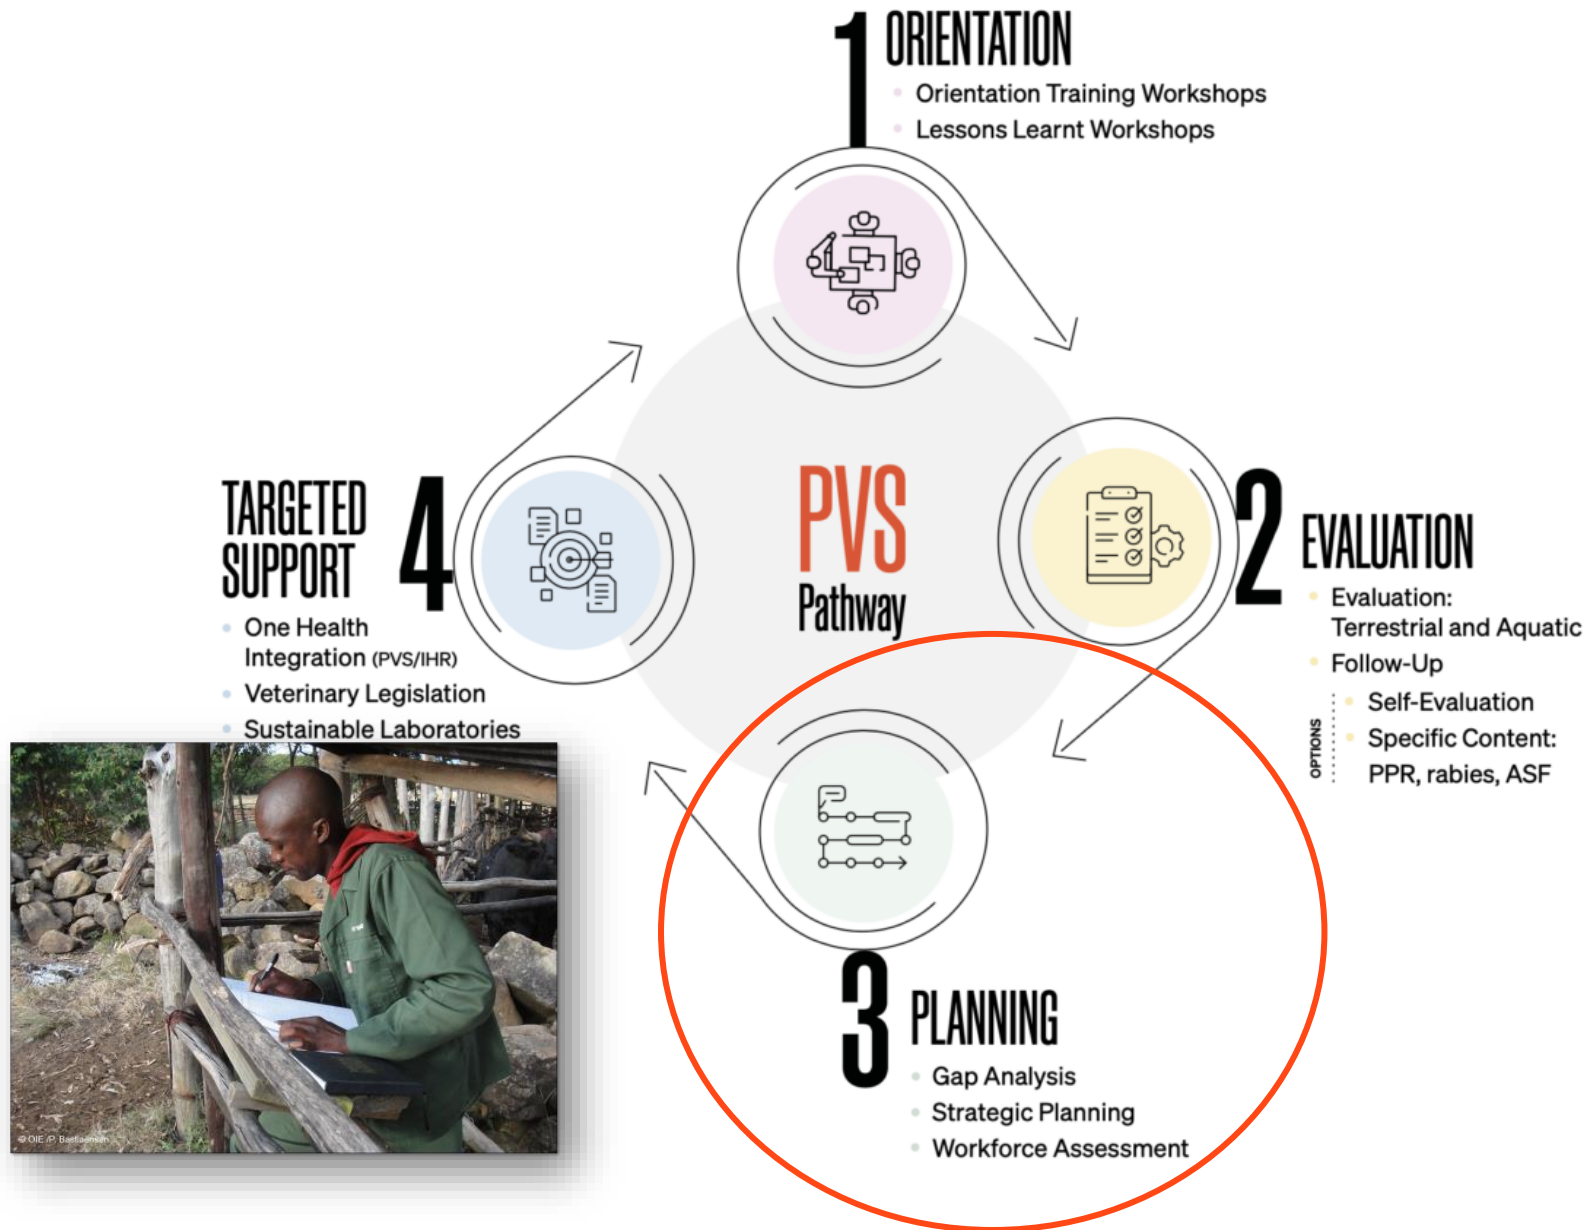 1 ORIENTATION
Orientation Training Workshops
Lessons Learnt Workshops
PVS
Pathway
2 EVALUATION
Evaluation:
Terrestrial and Aquatic
Follow-Up
OPTIONS
Self-Evaluation
Specific Content:
PPR, rabies, ASF
3 PLANNING
Gap Analysis
Strategic Planning
Workforce Assessment
TARGETED
SUPPORT 4
One Health
Integration (PVS/IHR)
Veterinary Legislation
Sustainable Laboratories
© OIE /P. Bastiaensen